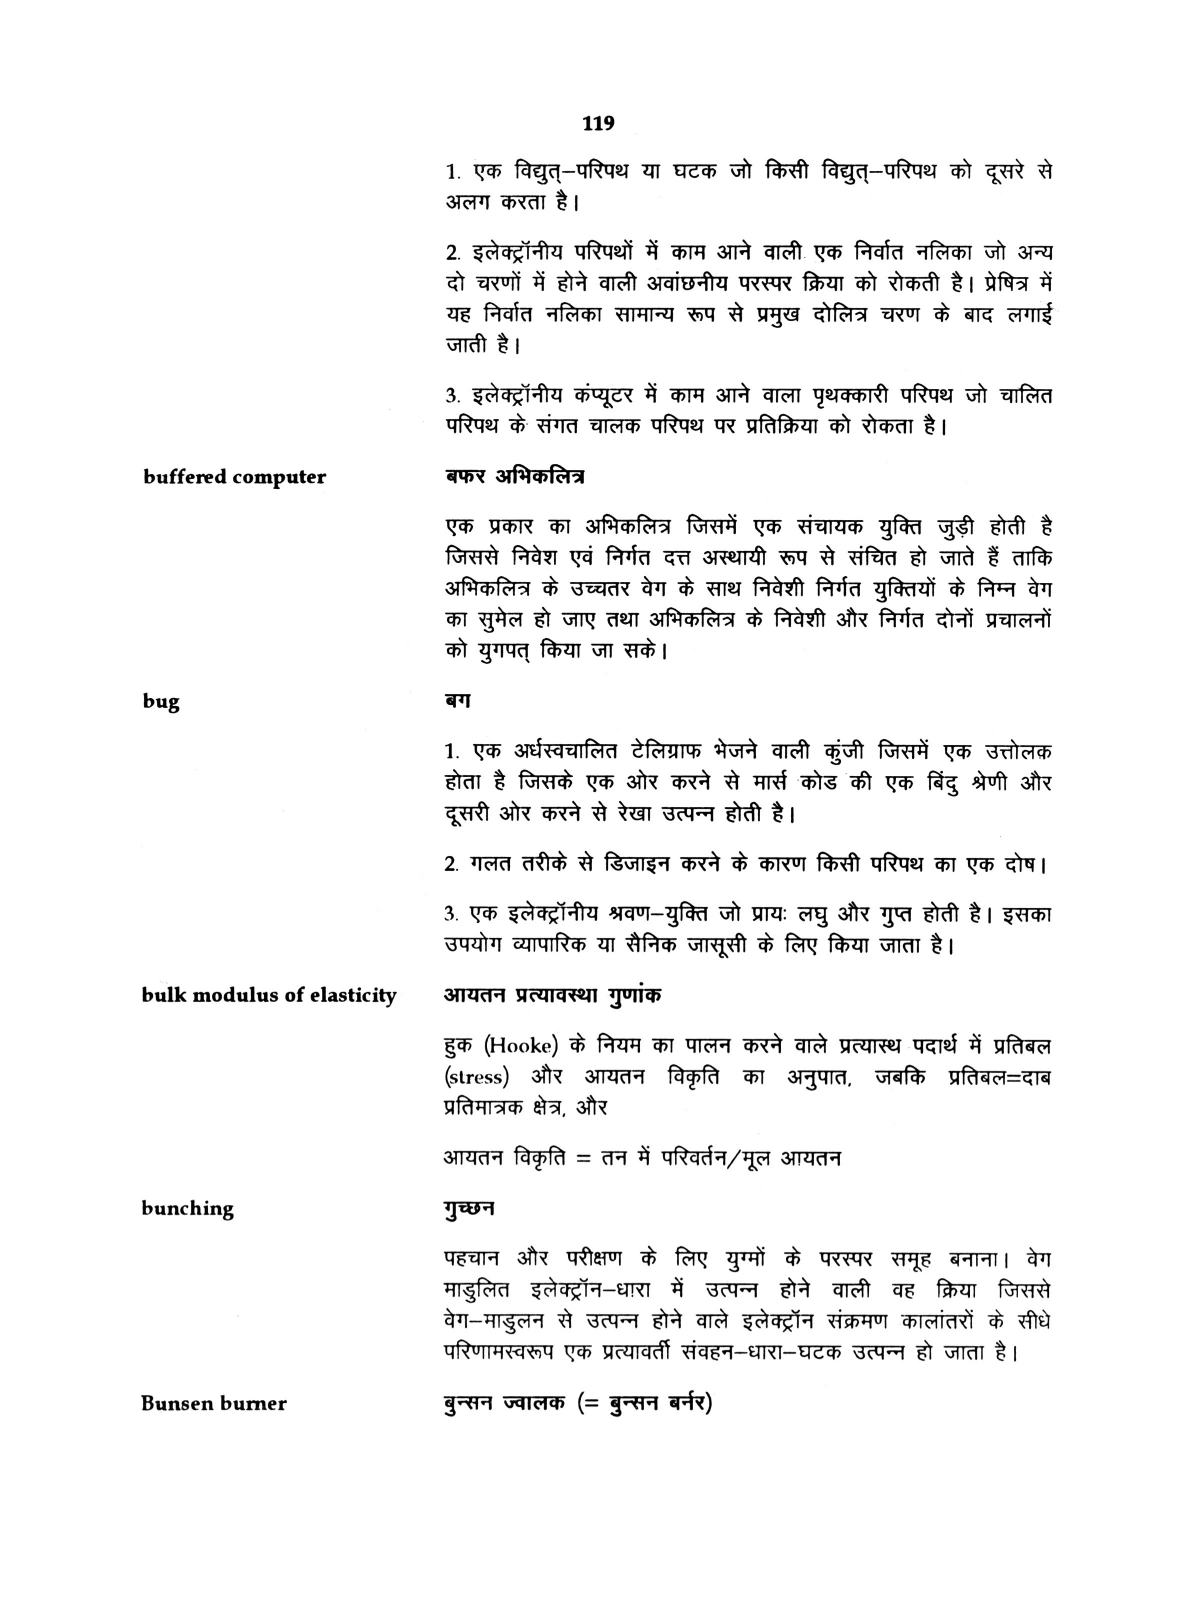 119
1. एक विद्युत्–परिपथ या घटक जो किसी विद्युत्–परिपथ को दूसरे से
अलग करता है।
2. इलेक्ट्रॉनीय परिपथों में काम आने वाली एक निर्वात नलिका जो अन्य
दो चरणों में होने वाली अवांछनीय परस्पर क्रिया को रोकती है। प्रेषित्र में
यह निर्वात नलिका सामान्य रूप से प्रमुख दोलित्र चरण के बाद लगाई
जाती है।
3. इलेक्ट्रॉनीय कंप्यूटर में काम आने वाला पृथक्कारी परिपथ जो चालित
परिपथ के संगत चालक परिपथ पर प्रतिक्रिया को रोकता है।
buffered computer बफर अभिकलित्र
एक प्रकार का अभिकलित्र जिसमें एक संचायक युक्ति जुड़ी होती है
जिससे निवेश एवं निर्गत दत्त अस्थायी रूप से संचित हो जाते हैं ताकि
अभिकलित्र के उच्चतर वेग के साथ निवेशी निर्गत युक्तियों के निम्न वेग
का सुमेल हो जाए तथा अभिकलित्र के निवेशी और निर्गत दोनों प्रचालनों
को युगपत् किया जा सके।
bug बग
1. एक अर्धस्वचालित टेलिग्राफ भेजने वाली कुंजी जिसमें एक उत्तोलक
होता है जिसके एक ओर करने से मार्स कोड की एक बिंदु श्रेणी और
दूसरी ओर करने से रेखा उत्पन्न होती है।
2. गलत तरीके से डिजाइन करने के कारण किसी परिपथ का एक दोष।
3. एक इलेक्ट्रॉनीय श्रवण–युक्ति जो प्रायः लघु और गुप्त होती है। इसका
उपयोग व्यापारिक या सैनिक जासूसी के लिए किया जाता है।
bulk modulus of elasticity आयतन प्रत्यावस्था गुणांक
हुक (Hooke) के नियम का पालन करने वाले प्रत्यास्थ पदार्थ में प्रतिबल
(stress) और आयतन विकृति का अनुपात, जबकि प्रतिबल=दाब
प्रतिमात्रक क्षेत्र, और
आयतन विकृति = तन में परिवर्तन/मूल आयतन
bunching गुच्छन
पहचान और परीक्षण के लिए युग्मों के परस्पर समूह बनाना। वेग
माडुलित इलेक्ट्रॉन–धारा में उत्पन्न होने वाली वह क्रिया जिससे
वेग–माडुलन से उत्पन्न होने वाले इलेक्ट्रॉन संक्रमण कालांतरों के सीधे
परिणामस्वरूप एक प्रत्यावर्ती संवहन–धारा–घटक उत्पन्न हो जाता है।
Bunsen burner बुन्सन ज्वालक (= बुन्सन बर्नर)